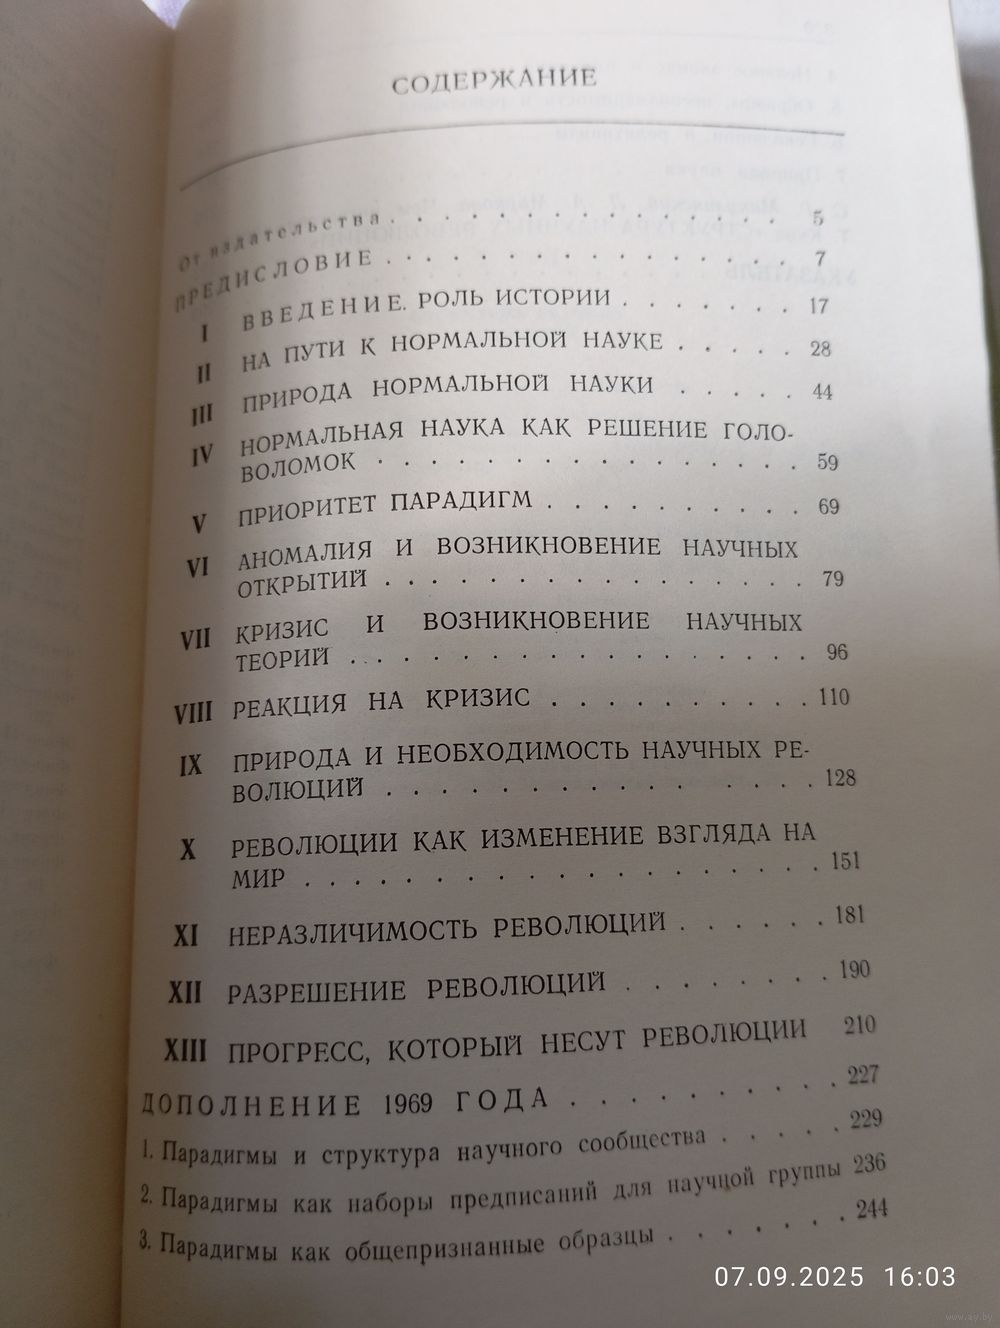 СОДЕРЖАНИЕ
От издательства . . . . . . . . . . . . . 5
ПРЕДИСЛОВИЕ . . . . . . . . . . . . . . 7
I ВВЕДЕНИЕ. РОЛЬ ИСТОРИИ . . . . . . 17
II НА ПУТИ К НОРМАЛЬНОЙ НАУКЕ . . . . . 28
III ПРИРОДА НОРМАЛЬНОЙ НАУКИ . . . . . 44
IV НОРМАЛЬНАЯ НАУКА КАК РЕШЕНИЕ ГОЛО-
ВОЛОМОК . . . . . . . . . . . . . . . 59
V ПРИОРИТЕТ ПАРАДИГМ . . . . . . . . . 69
VI АНОМАЛИЯ И ВОЗНИКНОВЕНИЕ НАУЧНЫХ
ОТКРЫТИЙ . . . . . . . . . . . . . . . 79
VII КРИЗИС И ВОЗНИКНОВЕНИЕ НАУЧНЫХ
ТЕОРИЙ . . . . . . . . . . . . . . . . 96
VIII РЕАКЦИЯ НА КРИЗИС . . . . . . . . . 110
IX ПРИРОДА И НЕОБХОДИМОСТЬ НАУЧНЫХ РЕ-
ВОЛЮЦИЙ . . . . . . . . . . . . . . . 128
X РЕВОЛЮЦИИ КАК ИЗМЕНЕНИЕ ВЗГЛЯДА НА
МИР . . . . . . . . . . . . . . . . . . 151
XI НЕРАЗЛИЧИМОСТЬ РЕВОЛЮЦИЙ . . . . . . 181
XII РАЗРЕШЕНИЕ РЕВОЛЮЦИЙ . . . . . . . . 190
XIII ПРОГРЕСС, КОТОРЫЙ НЕСУТ РЕВОЛЮЦИИ 210
ДОПОЛНЕНИЕ 1969 ГОДА . . . . . . . . . . 227
1. Парадигмы и структура научного сообщества . . . . . 229
2. Парадигмы как наборы предписаний для научной группы 236
3. Парадигмы как общепризнанные образцы . . . . . . . 244
07.09.2025 16:03
www.ay.by